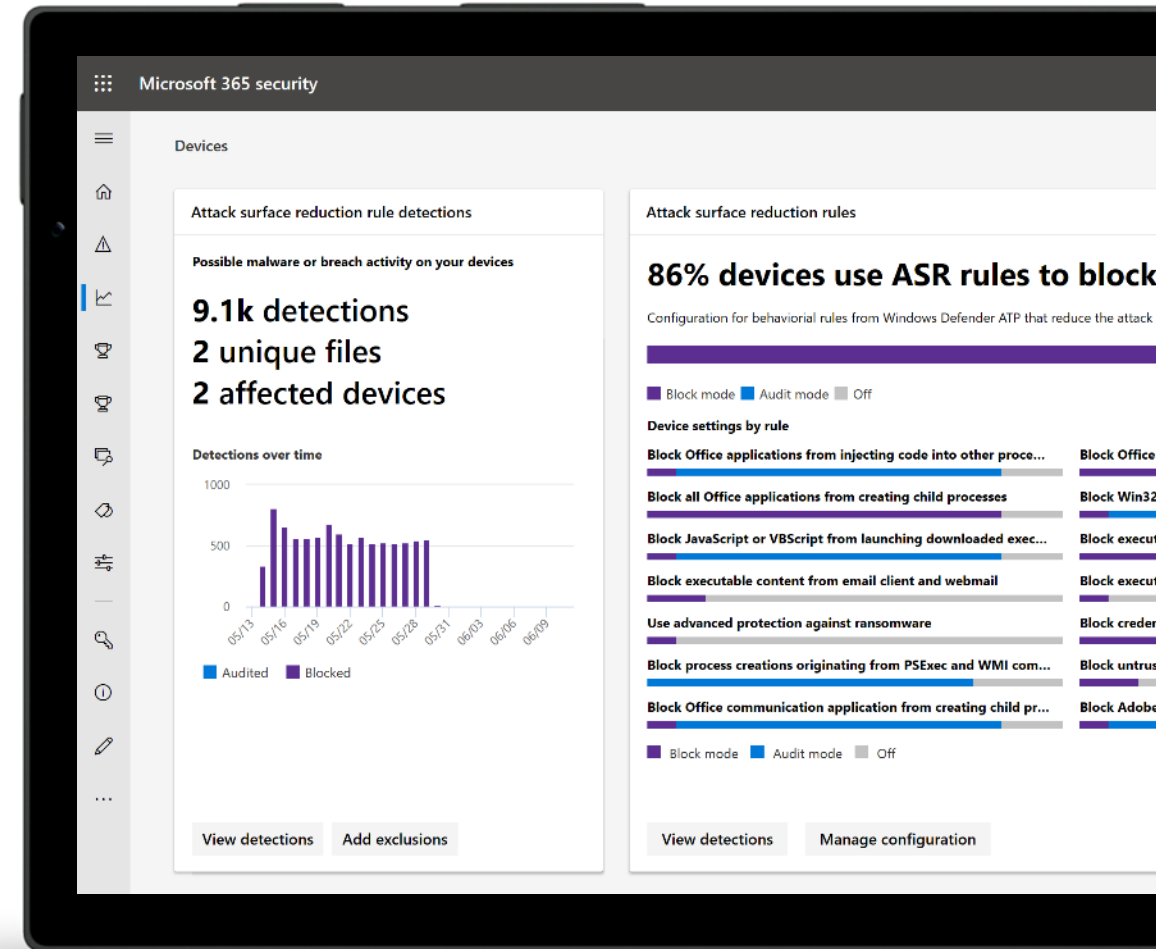 Microsoft 365 security
Devices
Attack surface reduction rule detections
Possible malware or breach activity on your devices
9.1k detections
2 unique files
2 affected devices
Detections over time
1000
500
0
05/13 05/16 05/19 05/22 05/25 05/28 05/31 06/03 06/06 06/09
Audited Blocked
View detections Add exclusions
Attack surface reduction rules
86% devices use ASR rules to block
Configuration for behaviorial rules from Windows Defender ATP that reduce the attack
Block mode Audit mode Off
Device settings by rule
Block Office applications from injecting code into other proce... Block Office
Block all Office applications from creating child processes Block Win32
Block JavaScript or VBScript from launching downloaded exec... Block execut
Block executable content from email client and webmail Block execut
Use advanced protection against ransomware Block creder
Block process creations originating from PSExec and WMI com... Block untrus
Block Office communication application from creating child pr... Block Adobe
Block mode Audit mode Off
View detections Manage configuration